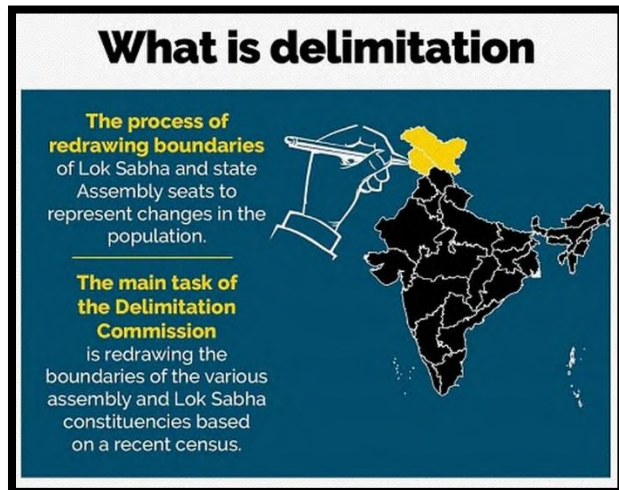 What is delimitation
The process of
redrawing boundaries
of Lok Sabha and state
Assembly seats to
represent changes in the
population.
The main task of
the Delimitation
Commission
is redrawing the
boundaries of the various
assembly and Lok Sabha
constituencies based
on a recent census.